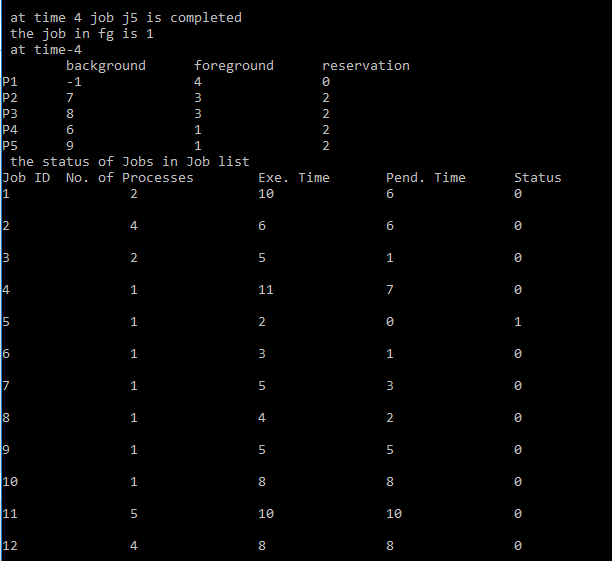 at time 4 job j5 is completed
the job in fg is 1
at time-4
background foreground reservation
P1 -1 4 0
P2 7 3 2
P3 8 3 2
P4 6 1 2
P5 9 1 2
the status of Jobs in Job list
Job ID No. of Processes Exe. Time Pend. Time Status
1 2 10 6 0
2 4 6 6 0
3 2 5 1 0
4 1 11 7 0
5 1 2 0 1
6 1 3 1 0
7 1 5 3 0
8 1 4 2 0
9 1 5 5 0
10 1 8 8 0
11 5 10 10 0
12 4 8 8 0